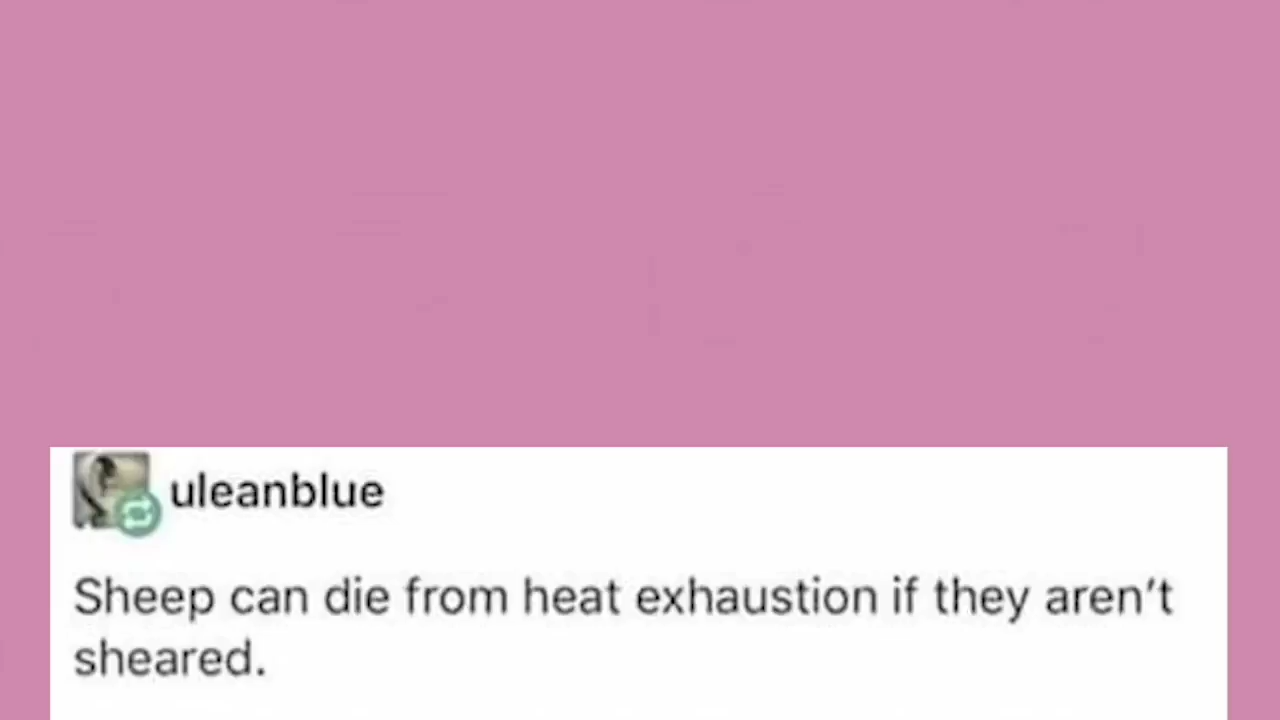 uleanblue
Sheep can die from heat exhaustion if they aren’t
sheared.